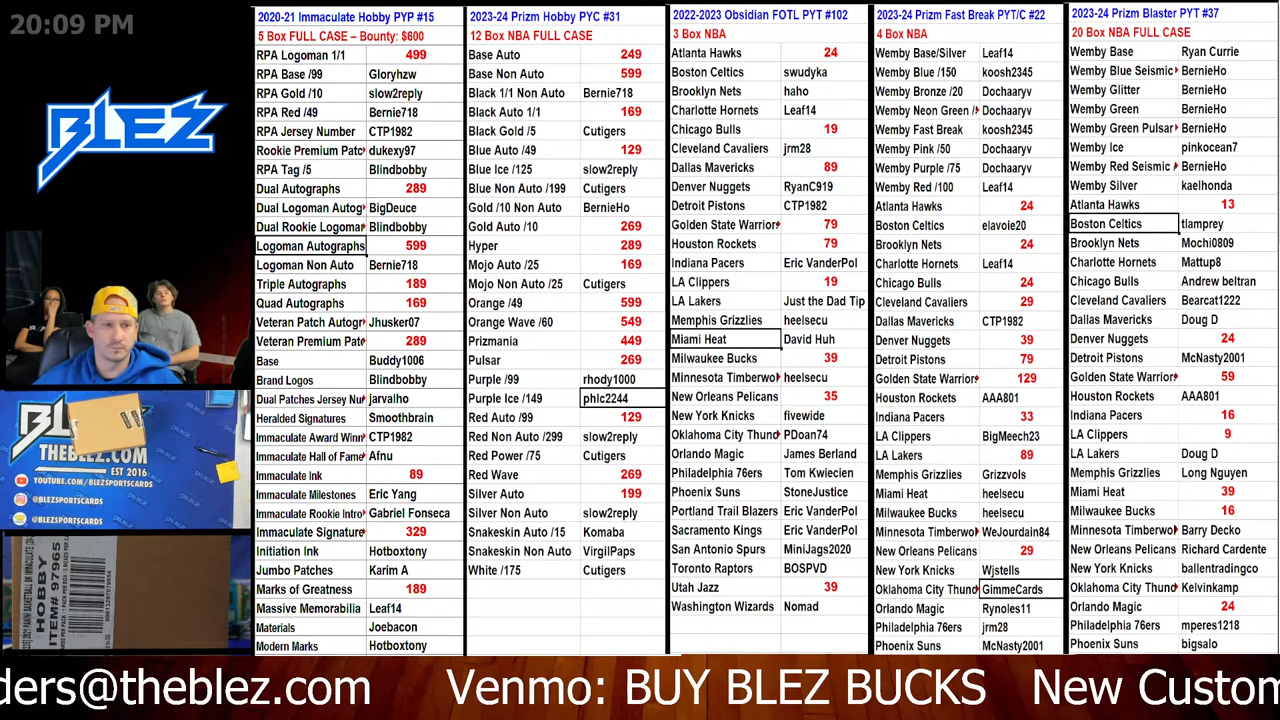 20:09 PM
BLEZ
BLEZ
THEBLEZ.COM
EST 2016
YOUTUBE.COM/BLEZSPORTSCARDS
@BLEZSPORTSCARDS
@BLEZSPORTSCARDS
HOBBY
ITEM# 97965
2020-21 Immaculate Hobby PYP #15
5 Box FULL CASE – Bounty: $600
RPA Logoman 1/1 499
RPA Base /99 Gloryhzw
RPA Gold /10 slow2reply
RPA Red /49 Bernie718
RPA Jersey Number CTP1982
Rookie Premium Patc dukexy97
RPA Tag /5 Blindbobby
Dual Autographs 289
Dual Logoman Autog BigDeuce
Dual Rookie Logoma Blindbobby
Logoman Autographs 599
Logoman Non Auto Bernie718
Triple Autographs 189
Quad Autographs 169
Veteran Patch Autogr Jhusker07
Veteran Premium Pat 289
Base Buddy1006
Brand Logos Blindbobby
Dual Patches Jersey Nu jarvalho
Heralded Signatures Smoothbrain
Immaculate Award Winn CTP1982
Immaculate Hall of Fame Afnu
Immaculate Ink 89
Immaculate Milestones Eric Yang
Immaculate Rookie Intro Gabriel Fonseca
Immaculate Signature 329
Initiation Ink Hotboxtony
Jumbo Patches Karim A
Marks of Greatness 189
Massive Memorabilia Leaf14
Materials Joebacon
Modern Marks Hotboxtony
2023-24 Prizm Hobby PYC #31
12 Box NBA FULL CASE
Base Auto 249
Base Non Auto 599
Black 1/1 Non Auto Bernie718
Black Auto 1/1 169
Black Gold /5 Cutigers
Blue Auto /49 129
Blue Ice /125 slow2reply
Blue Non Auto /199 Cutigers
Gold /10 Non Auto BernieHo
Gold Auto /10 269
Hyper 289
Mojo Auto /25 169
Mojo Non Auto /25 Cutigers
Orange /49 599
Orange Wave /60 549
Prizmania 449
Pulsar 269
Purple /99 rhody1000
Purple Ice /149 phlc2244
Red Auto /99 129
Red Non Auto /299 slow2reply
Red Power /75 Cutigers
Red Wave 269
Silver Auto 199
Silver Non Auto slow2reply
Snakeskin Auto /15 Komaba
Snakeskin Non Auto VirgilPaps
White /175 Cutigers
2022-2023 Obsidian FOTL PYT #102
3 Box NBA
Atlanta Hawks 24
Boston Celtics swudyka
Brooklyn Nets haho
Charlotte Hornets Leaf14
Chicago Bulls 19
Cleveland Cavaliers jrm28
Dallas Mavericks 89
Denver Nuggets RyanC919
Detroit Pistons CTP1982
Golden State Warrior 79
Houston Rockets 79
Indiana Pacers Eric VanderPol
LA Clippers 19
LA Lakers Just the Dad Tip
Memphis Grizzlies heelsecu
Miami Heat David Huh
Milwaukee Bucks 39
Minnesota Timberwo heelsecu
New Orleans Pelicans 35
New York Knicks fivewide
Oklahoma City Thund PDoan74
Orlando Magic James Berland
Philadelphia 76ers Tom Kwiecien
Phoenix Suns StoneJustice
Portland Trail Blazers Eric VanderPol
Sacramento Kings Eric VanderPol
San Antonio Spurs MiniJags2020
Toronto Raptors BOSPVD
Utah Jazz 39
Washington Wizards Nomad
2023-24 Prizm Fast Break PYT/C #22
4 Box NBA
Wemby Base/Silver Leaf14
Wemby Blue /150 koosh2345
Wemby Bronze /20 Dochaaryv
Wemby Neon Green / Dochaaryv
Wemby Fast Break koosh2345
Wemby Pink /50 Dochaaryv
Wemby Purple /75 Dochaaryv
Wemby Red /100 Leaf14
Atlanta Hawks 24
Boston Celtics elavoie20
Brooklyn Nets 24
Charlotte Hornets Leaf14
Chicago Bulls 24
Cleveland Cavaliers 29
Dallas Mavericks CTP1982
Denver Nuggets 39
Detroit Pistons 79
Golden State Warrior 129
Houston Rockets AAA801
Indiana Pacers 33
LA Clippers BigMeech23
LA Lakers 89
Memphis Grizzlies Grizzvols
Miami Heat heelsecu
Milwaukee Bucks heelsecu
Minnesota Timberwo WeJourdain84
New Orleans Pelicans 29
New York Knicks Wjstells
Oklahoma City Thund GimmeCards
Orlando Magic Rynoles11
Philadelphia 76ers jrm28
Phoenix Suns McNasty2001
2023-24 Prizm Blaster PYT #37
20 Box NBA FULL CASE
Wemby Base Ryan Currie
Wemby Blue Seismic BernieHo
Wemby Glitter BernieHo
Wemby Green BernieHo
Wemby Green Pulsar BernieHo
Wemby Ice pinkocean7
Wemby Red Seismic BernieHo
Wemby Silver kaelhonda
Atlanta Hawks 13
Boston Celtics tlamprey
Brooklyn Nets Mochi0809
Charlotte Hornets Mattup8
Chicago Bulls Andrew beltran
Cleveland Cavaliers Bearcat1222
Dallas Mavericks Doug D
Denver Nuggets 24
Detroit Pistons McNasty2001
Golden State Warrior 59
Houston Rockets AAA801
Indiana Pacers 16
LA Clippers 9
LA Lakers Doug D
Memphis Grizzlies Long Nguyen
Miami Heat 39
Milwaukee Bucks 16
Minnesota Timberwo Barry Decko
New Orleans Pelicans Richard Cardente
New York Knicks ballentradingco
Oklahoma City Thund Kelvinkamp
Orlando Magic 24
Philadelphia 76ers mperes1218
Phoenix Suns bigsalo
ders@theblez.com Venmo: BUY BLEZ BUCKS New Custom